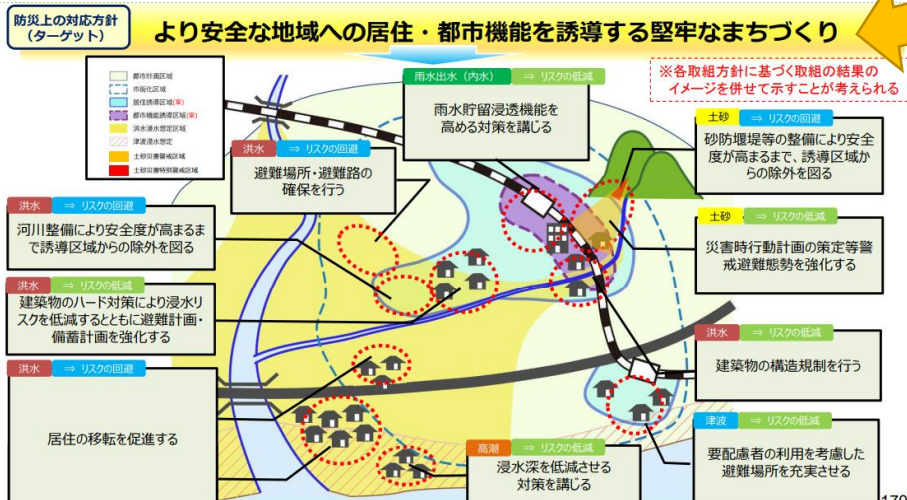 防災上の対応方針
（ターゲット）
より安全な地域への居住・都市機能を誘導する堅牢なまちづくり
※各取組方針に基づく取組の結果の
イメージを併せて示すことが考えられる
都市計画区域
市街化区域
居住誘導区域(案)
都市機能誘導区域(案)
洪水浸水想定区域
津波浸水想定
土砂災害警戒区域
土砂災害特別警戒区域
雨水出水（内水） ⇒ リスクの低減
雨水貯留浸透機能を
高める対策を講じる
洪水 ⇒ リスクの回避
避難場所・避難路の
確保を行う
土砂 ⇒ リスクの回避
砂防堰堤等の整備により安全
度が高まるまで、誘導区域か
らの除外を図る
洪水 ⇒ リスクの回避
河川整備により安全度が高まるま
で誘導区域からの除外を図る
土砂 ⇒ リスクの低減
災害時行動計画の策定等警
戒避難態勢を強化する
洪水 ⇒ リスクの低減
建築物のハード対策により浸水リ
スクを低減するとともに避難計画・
備蓄計画を強化する
洪水 ⇒ リスクの低減
建築物の構造規制を行う
洪水 ⇒ リスクの回避
居住の移転を促進する
高潮 ⇒ リスクの低減
浸水深を低減させる
対策を講じる
津波 ⇒ リスクの低減
要配慮者の利用を考慮した
避難場所を充実させる
170